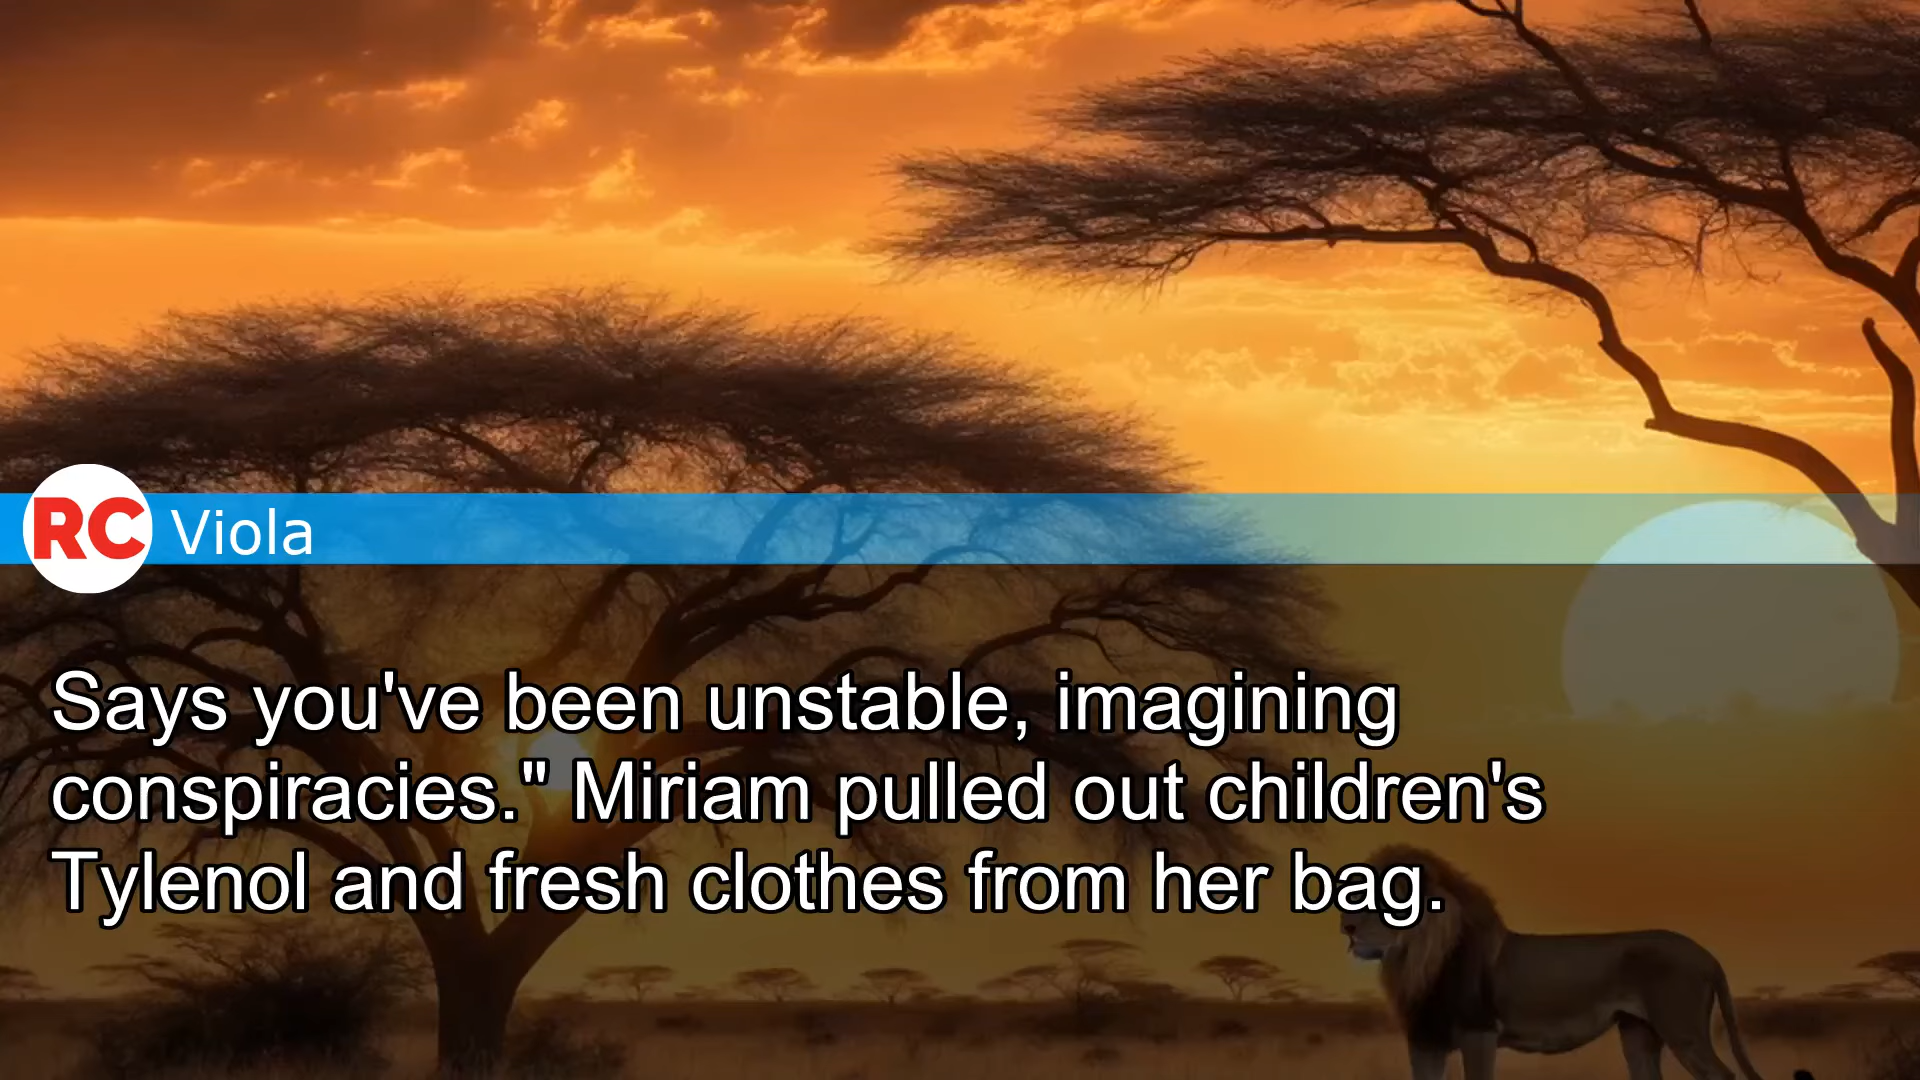 RC Viola
Says you've been unstable, imagining
conspiracies." Miriam pulled out children's
Tylenol and fresh clothes from her bag.